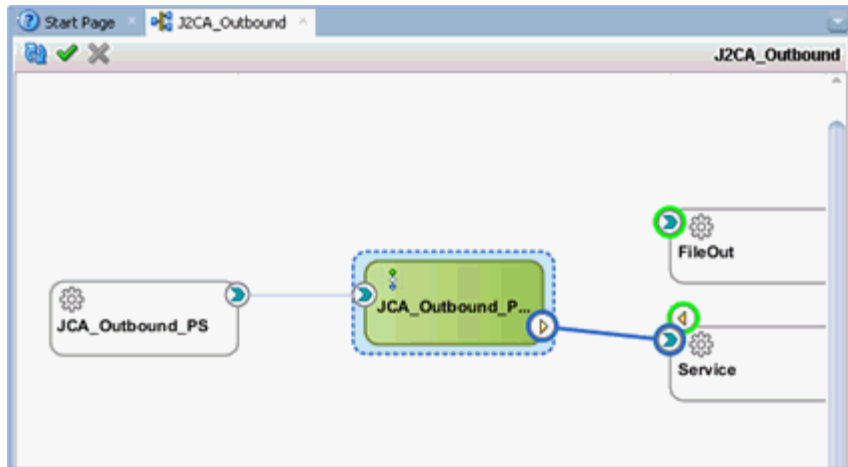 Start Page
J2CA_Outbound
J2CA_Outbound
FileOut
JCA_Outbound_PS
JCA_Outbound_P...
Service